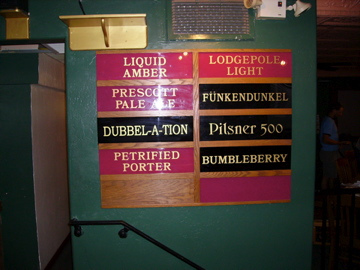 LIQUID
AMBER
PRESCOTT
PALE ALE
DUBBEL-A-TION
PETRIFIED
PORTER
LODGEPOLE
LIGHT
FÜNKENDUNKEL
Pilsner 500
BUMBLEBERRY